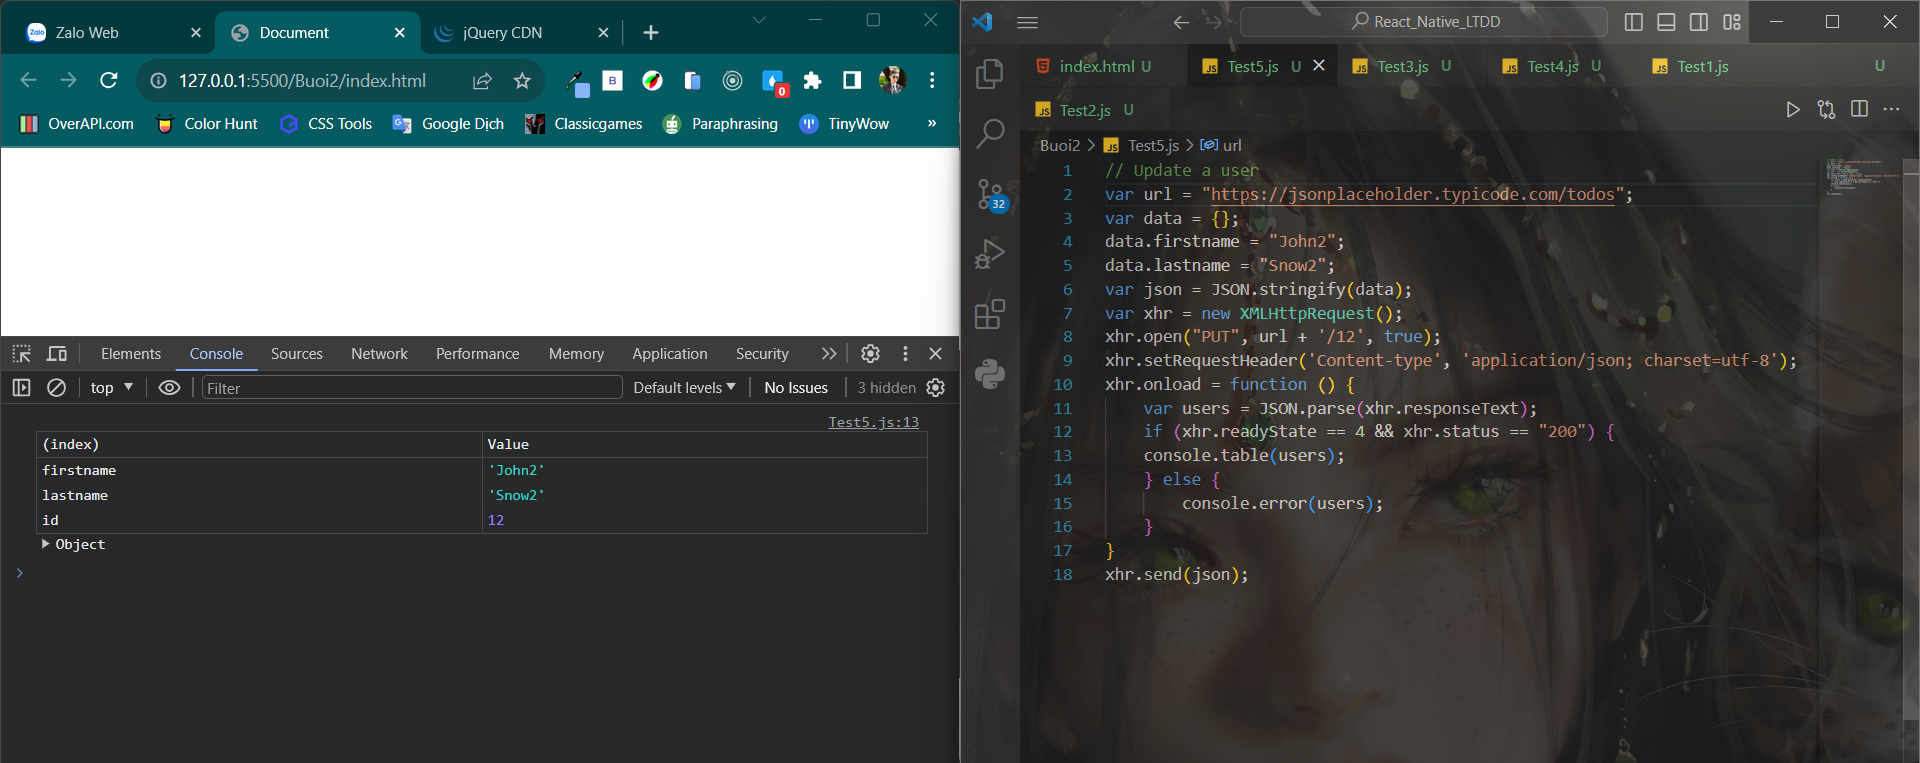 Zalo Web
Document
jQuery CDN
127.0.0.1:5500/Buoi2/index.html
0
OverAPI.com
Color Hunt
CSS Tools
Google Dịch
Classicgames
Paraphrasing
TinyWow
»
Elements
Console
Sources
Network
Performance
Memory
Application
Security
top
Filter
Default levels
No Issues
3 hidden
Test5.js:13
(index) Value
firstname 'John2'
lastname 'Snow2'
id 12
Object
React_Native_LTDD
index.html U
JS Test5.js U
JS Test3.js U
JS Test4.js U
JS Test1.js U
JS Test2.js U
32
Buoi2 > JS Test5.js > url
1 // Update a user
2 var url = "https://jsonplaceholder.typicode.com/todos";
3 var data = {};
4 data.firstname = "John2";
5 data.lastname = "Snow2";
6 var json = JSON.stringify(data);
7 var xhr = new XMLHttpRequest();
8 xhr.open("PUT", url + '/12', true);
9 xhr.setRequestHeader('Content-type', 'application/json; charset=utf-8');
10 xhr.onload = function () {
11 var users = JSON.parse(xhr.responseText);
12 if (xhr.readyState == 4 && xhr.status == "200") {
13 console.table(users);
14 } else {
15 console.error(users);
16 }
17 }
18 xhr.send(json);